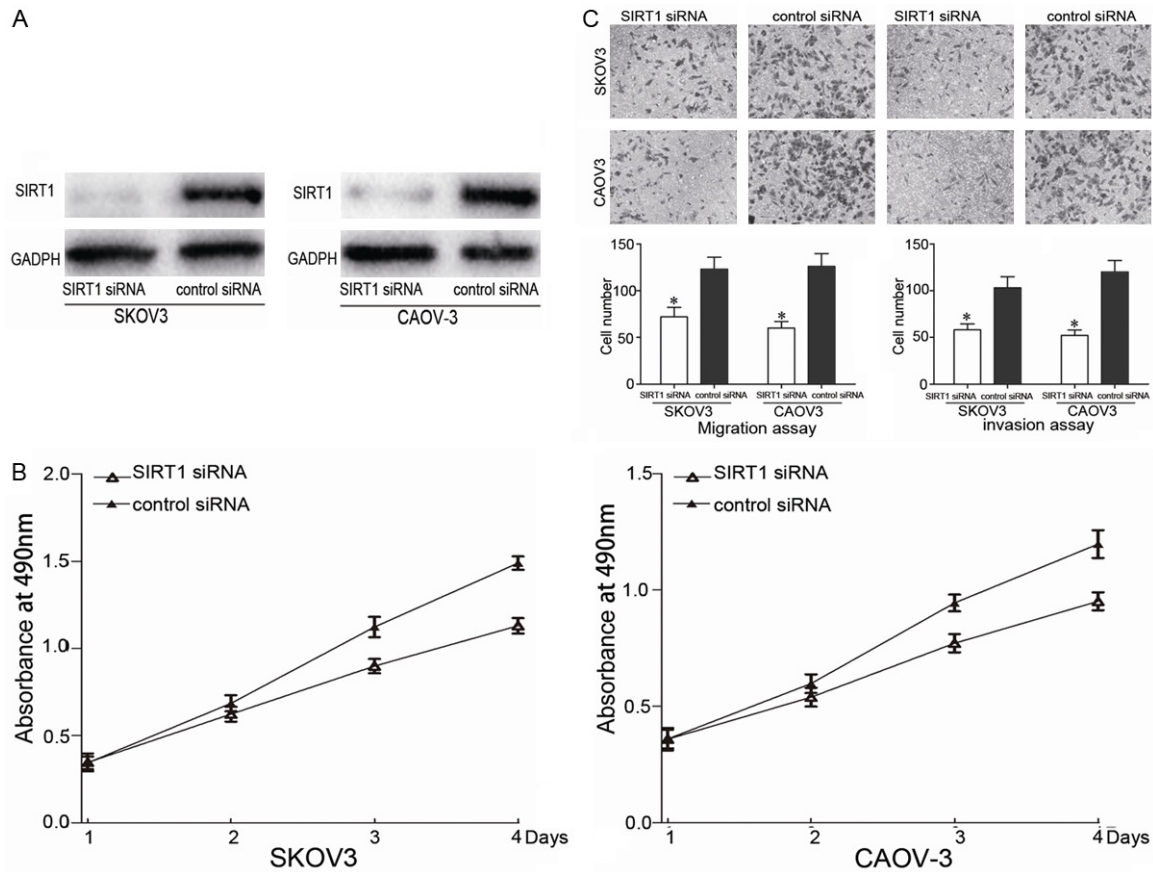 A
SIRT1
GADPH
SIRT1 siRNA control siRNA
SKOV3
SIRT1
GADPH
SIRT1 siRNA control siRNA
CAOV-3
C
SIRT1 siRNA control siRNA SIRT1 siRNA control siRNA
SKOV3
CAOV3
150
100
50
0
Cell number
* *
SIRT1 siRNA control siRNA SIRT1 siRNA control siRNA
SKOV3 CAOV3
Migration assay
150
100
50
0
Cell number
* *
SIRT1 siRNA control siRNA SIRT1 siRNA control siRNA
SKOV3 CAOV3
invasion assay
B
SIRT1 siRNA
control siRNA
2.0
1.5
1.0
0.5
0.0
Absorbance at 490nm
1 2 3 4 Days
SKOV3
SIRT1 siRNA
control siRNA
1.5
1.0
0.5
0.0
Absorbance at 490nm
1 2 3 4 Days
CAOV-3